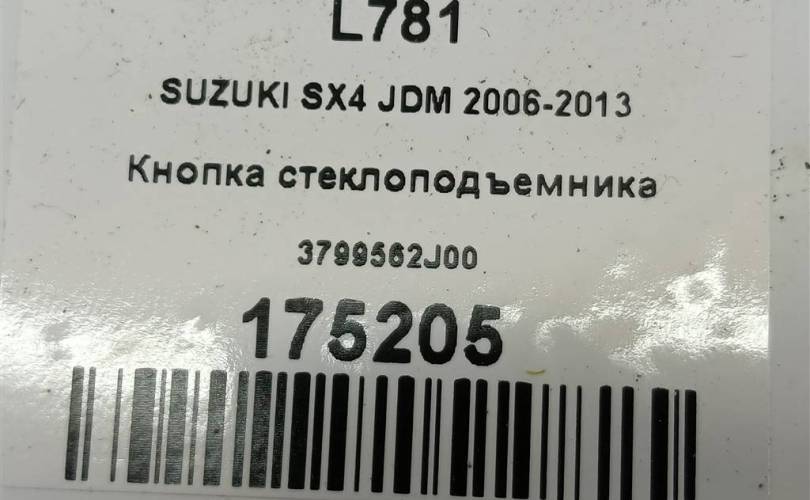 L781
SUZUKI SX4 JDM 2006-2013
Кнопка стеклоподъемника
3799562J00
175205